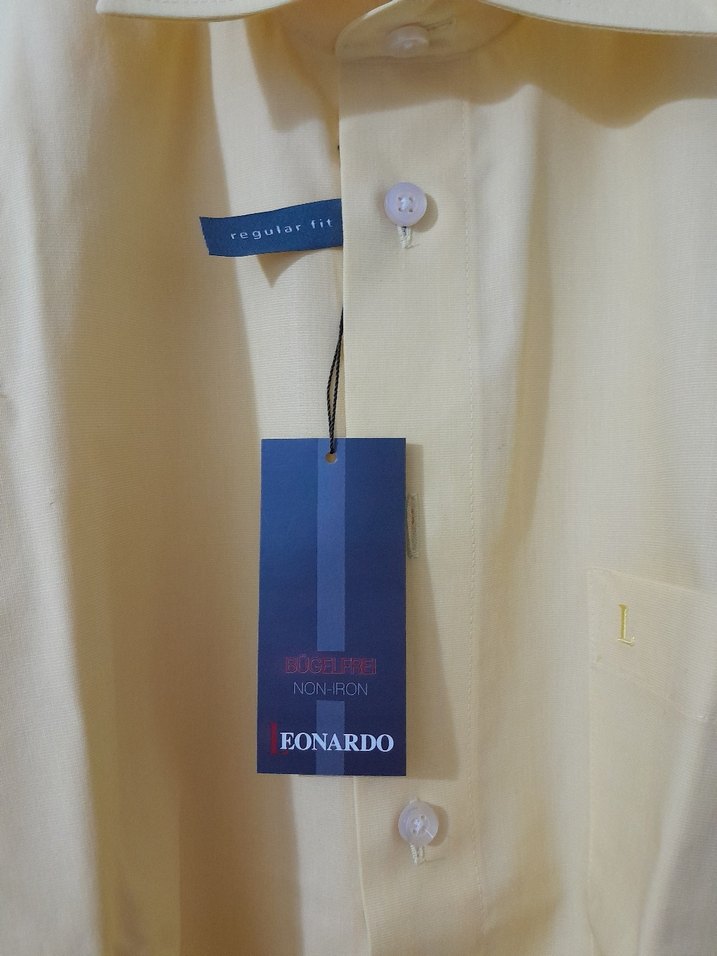 regular fit
BÜGELFREI
NON-IRON
LEONARDO
L